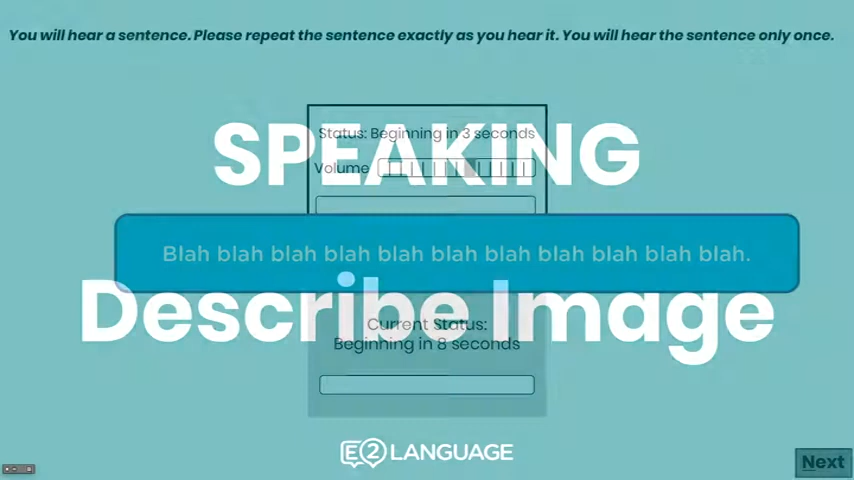 You will hear a sentence. Please repeat the sentence exactly as you hear it. You will hear the sentence only once.
Status: Beginning in 3 seconds
SPEAKING
Volume
Blah blah blah blah blah blah blah blah blah blah blah.
Describe Image
Current Status:
Beginning in 8 seconds
E2 LANGUAGE
Next